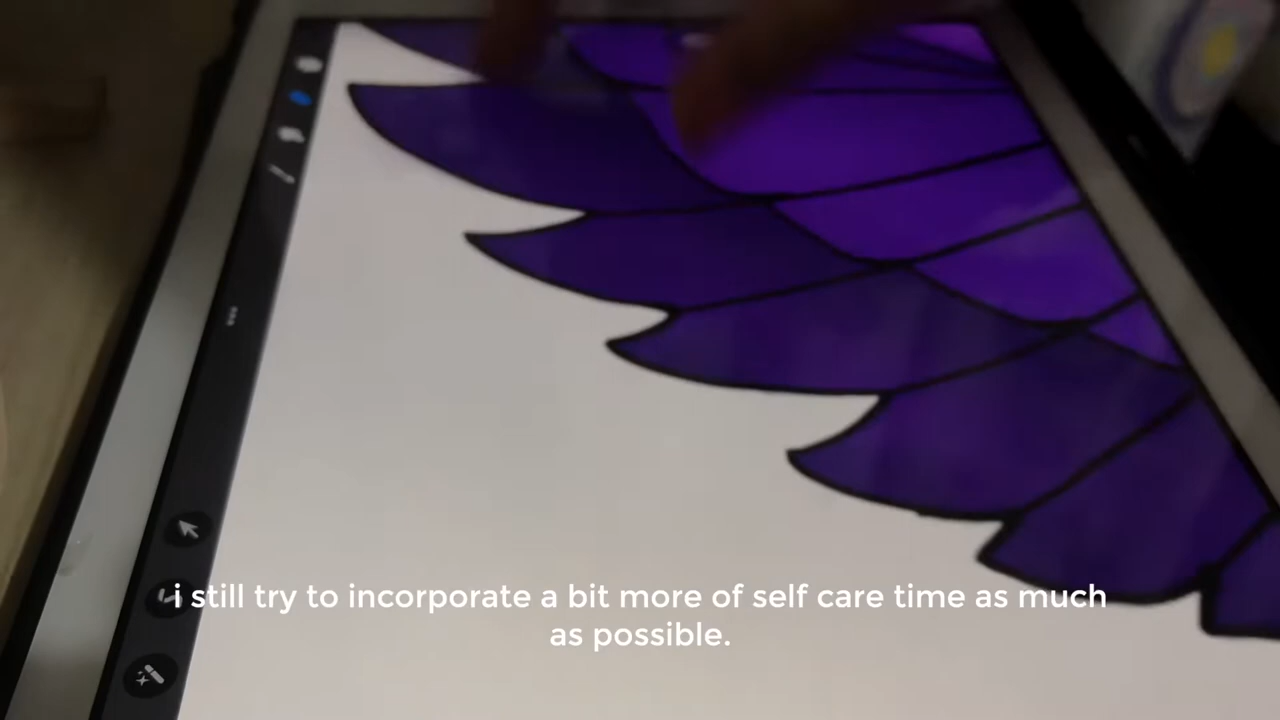 i still try to incorporate a bit more of self care time as much
as possible.